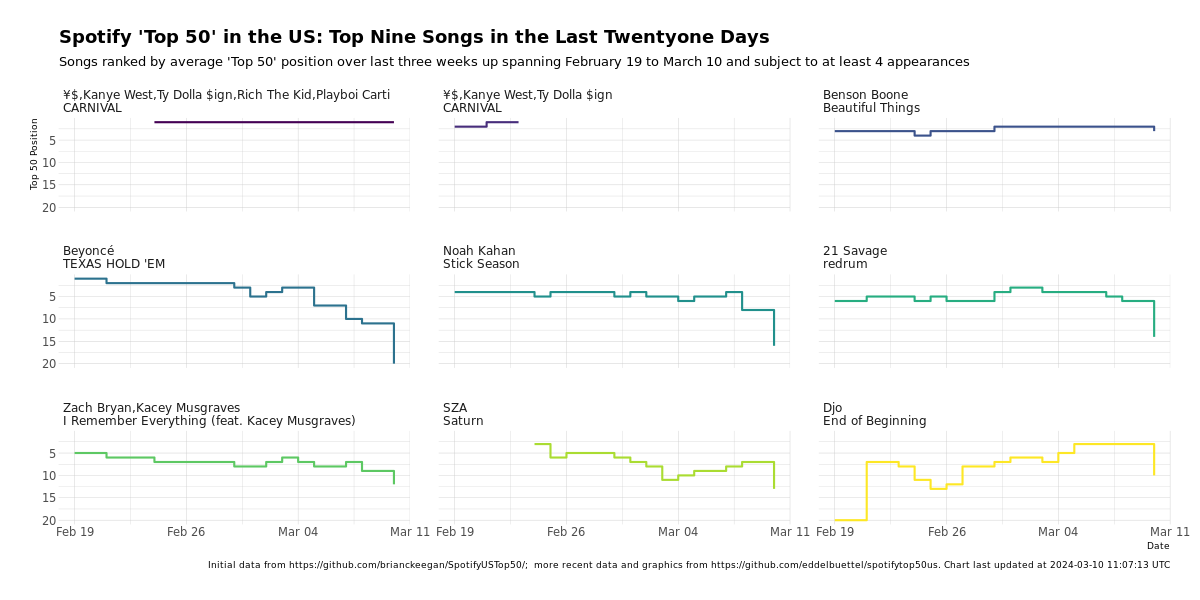 Spotify 'Top 50' in the US: Top Nine Songs in the Last Twentyone Days
Songs ranked by average 'Top 50' position over last three weeks up spanning February 19 to March 10 and subject to at least 4 appearances
¥$,Kanye West,Ty Dolla $ign,Rich The Kid,Playboi Carti
CARNIVAL
¥$,Kanye West,Ty Dolla $ign
CARNIVAL
Benson Boone
Beautiful Things
Top 50 Position
5
10
15
20
Beyoncé
TEXAS HOLD 'EM
Noah Kahan
Stick Season
21 Savage
redrum
5
10
15
20
Zach Bryan,Kacey Musgraves
I Remember Everything (feat. Kacey Musgraves)
SZA
Saturn
Djo
End of Beginning
5
10
15
20
Feb 19 Feb 26 Mar 04 Mar 11 Feb 19 Feb 26 Mar 04 Mar 11 Feb 19 Feb 26 Mar 04 Mar 11
Date
Initial data from https://github.com/brianckeegan/SpotifyUSTop50/;  more recent data and graphics from https://github.com/eddelbuettel/spotifytop50us. Chart last updated at 2024-03-10 11:07:13 UTC